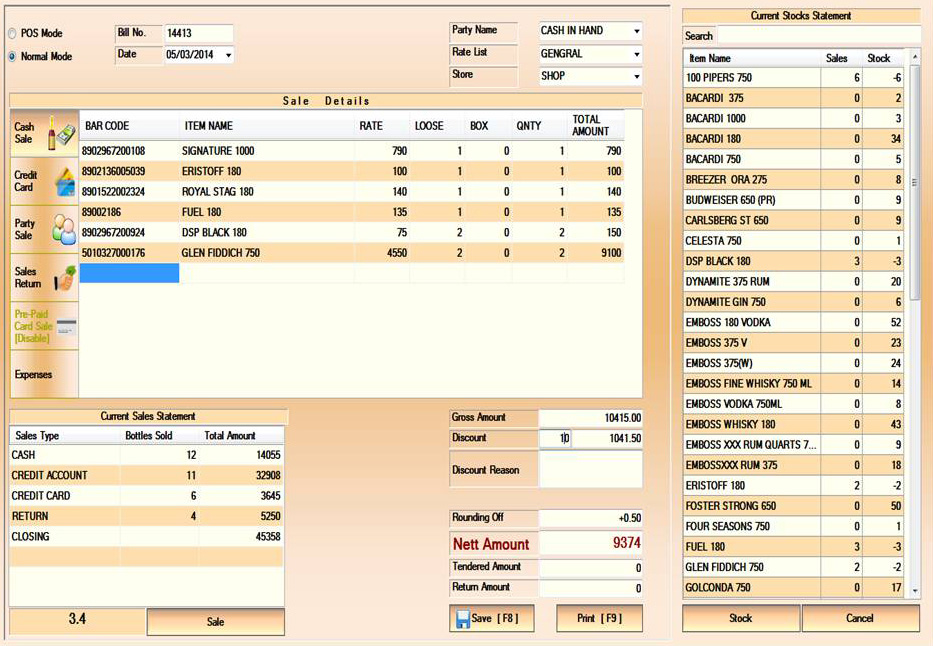 POS Mode
Normal Mode
Bill No. 14413
Date 05/03/2014
Party Name CASH IN HAND
Rate List GENGRAL
Store SHOP
Sale Details
Cash Sale
Credit Card
Party Sale
Sales Return
Pre-Paid Card Sale [Disable]
Expenses
BAR CODE ITEM NAME RATE LOOSE BOX QNTY TOTAL AMOUNT
8902967200108 SIGNATURE 1000 790 1 0 1 790
8902136005039 ERISTOFF 180 100 1 0 1 100
8901522002324 ROYAL STAG 180 140 1 0 1 140
89002186 FUEL 180 135 1 0 1 135
8902967200924 DSP BLACK 180 75 2 0 2 150
5010327000176 GLEN FIDDICH 750 4550 2 0 2 9100
Current Sales Statement
Sales Type Bottles Sold Total Amount
CASH 12 14055
CREDIT ACCOUNT 11 32908
CREDIT CARD 6 3645
RETURN 4 5250
CLOSING 45358
3.4 Sale
Gross Amount 10415.00
Discount 10 1041.50
Discount Reason
Rounding Off +0.50
Nett Amount 9374
Tendered Amount 0
Return Amount 0
Save [ F8 ] Print [ F9 ]
Current Stocks Statement
Search
Item Name Sales Stock
100 PIPERS 750 6 -6
BACARDI 375 0 2
BACARDI 1000 0 3
BACARDI 180 0 34
BACARDI 750 0 5
BREEZER ORA 275 0 8
BUDWEISER 650 (PR) 0 9
CARLSBERG ST 650 0 9
CELESTA 750 0 1
DSP BLACK 180 3 -3
DYNAMITE 375 RUM 0 20
DYNAMITE GIN 750 0 6
EMBOSS 180 VODKA 0 52
EMBOSS 375 V 0 23
EMBOSS 375(W) 0 24
EMBOSS FINE WHISKY 750 ML 0 14
EMBOSS VODKA 750ML 0 8
EMBOSS WHISKY 180 0 43
EMBOSS XXX RUM QUARTS 7... 0 9
EMBOSSXXX RUM 375 0 18
ERISTOFF 180 2 -2
FOSTER STRONG 650 0 50
FOUR SEASONS 750 0 1
FUEL 180 3 -3
GLEN FIDDICH 750 2 -2
GOLCONDA 750 0 17
Stock Cancel